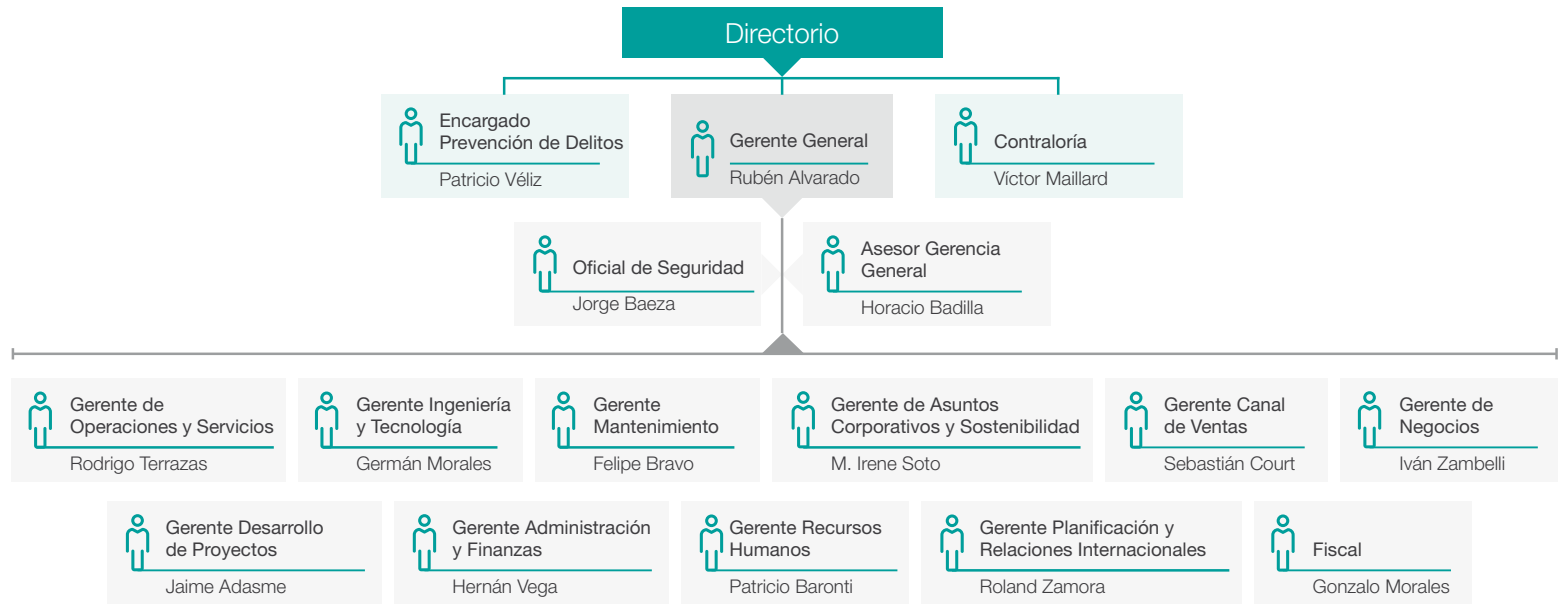 Directorio
Encargado
Prevención de Delitos
Patricio Véliz
Gerente General
Rubén Alvarado
Contraloría
Víctor Maillard
Oficial de Seguridad
Jorge Baeza
Asesor Gerencia
General
Horacio Badilla
Gerente de
Operaciones y Servicios
Rodrigo Terrazas
Gerente Ingeniería
y Tecnología
Germán Morales
Gerente
Mantenimiento
Felipe Bravo
Gerente de Asuntos
Corporativos y Sostenibilidad
M. Irene Soto
Gerente Canal
de Ventas
Sebastián Court
Gerente de
Negocios
Iván Zambelli
Gerente Desarrollo
de Proyectos
Jaime Adasme
Gerente Administración
y Finanzas
Hernán Vega
Gerente Recursos
Humanos
Patricio Baronti
Gerente Planificación y
Relaciones Internacionales
Roland Zamora
Fiscal
Gonzalo Morales